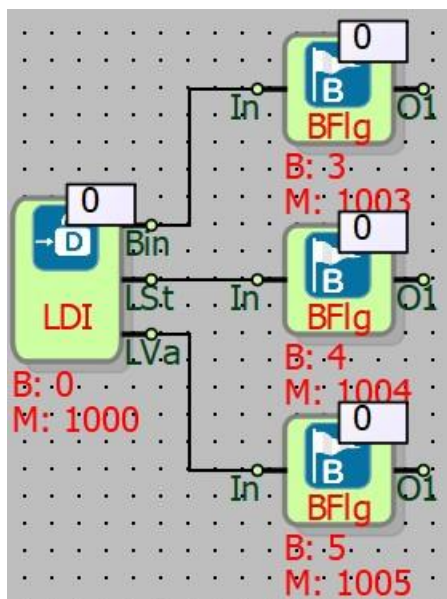 0
In
B
O1
BFlg
B: 3
M: 1003
0
D
Bin
LSt
LVa
LDI
B: 0
M: 1000
0
In
B
O1
BFlg
B: 4
M: 1004
0
In
B
O1
BFlg
B: 5
M: 1005